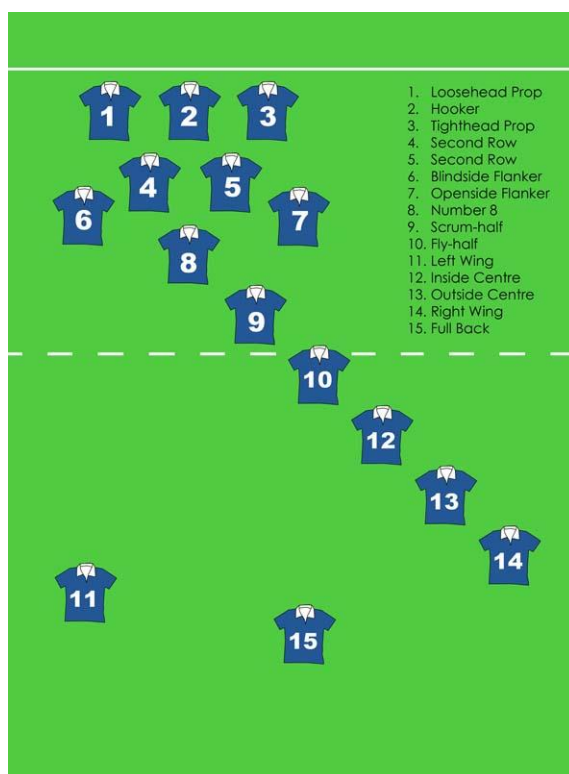 1 2 3
4 5
6 7
8
9
10
12
13
14
11
15
1. Loosehead Prop
2. Hooker
3. Tighthead Prop
4. Second Row
5. Second Row
6. Blindside Flanker
7. Openside Flanker
8. Number 8
9. Scrum-half
10. Fly-half
11. Left Wing
12. Inside Centre
13. Outside Centre
14. Right Wing
15. Full Back